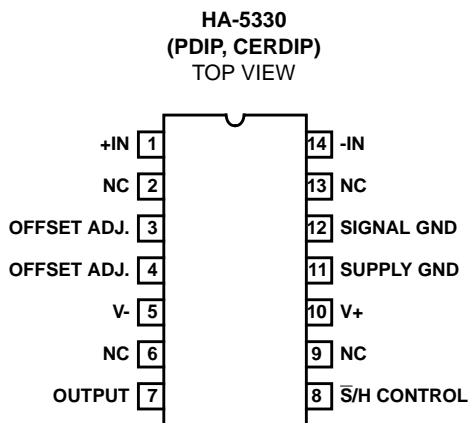 HA-5330
(PDIP, CERDIP)
TOP VIEW
+IN 1 14 -IN
NC 2 13 NC
OFFSET ADJ. 3 12 SIGNAL GND
OFFSET ADJ. 4 11 SUPPLY GND
V- 5 10 V+
NC 6 9 NC
OUTPUT 7 8 S̅/H CONTROL